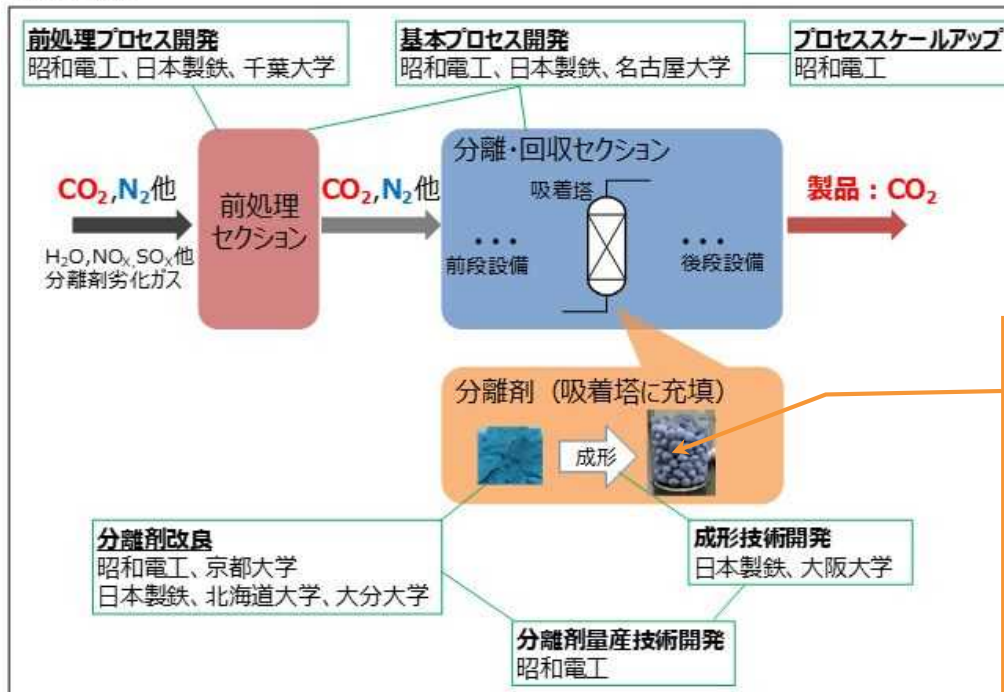 前処理プロセス開発
昭和電工、日本製鉄、千葉大学
基本プロセス開発
昭和電工、日本製鉄、名古屋大学
プロセススケールアップ
昭和電工
CO₂,N₂他
H₂O,NOₓ,SOₓ他
分離剤劣化ガス
前処理
セクション
CO₂,N₂他
分離・回収セクション
吸着塔
・・・
前段設備
・・・
後段設備
製品：CO₂
分離剤（吸着塔に充填）
成形
分離剤改良
昭和電工、京都大学
日本製鉄、北海道大学、大分大学
成形技術開発
日本製鉄、大阪大学
分離剤量産技術開発
昭和電工